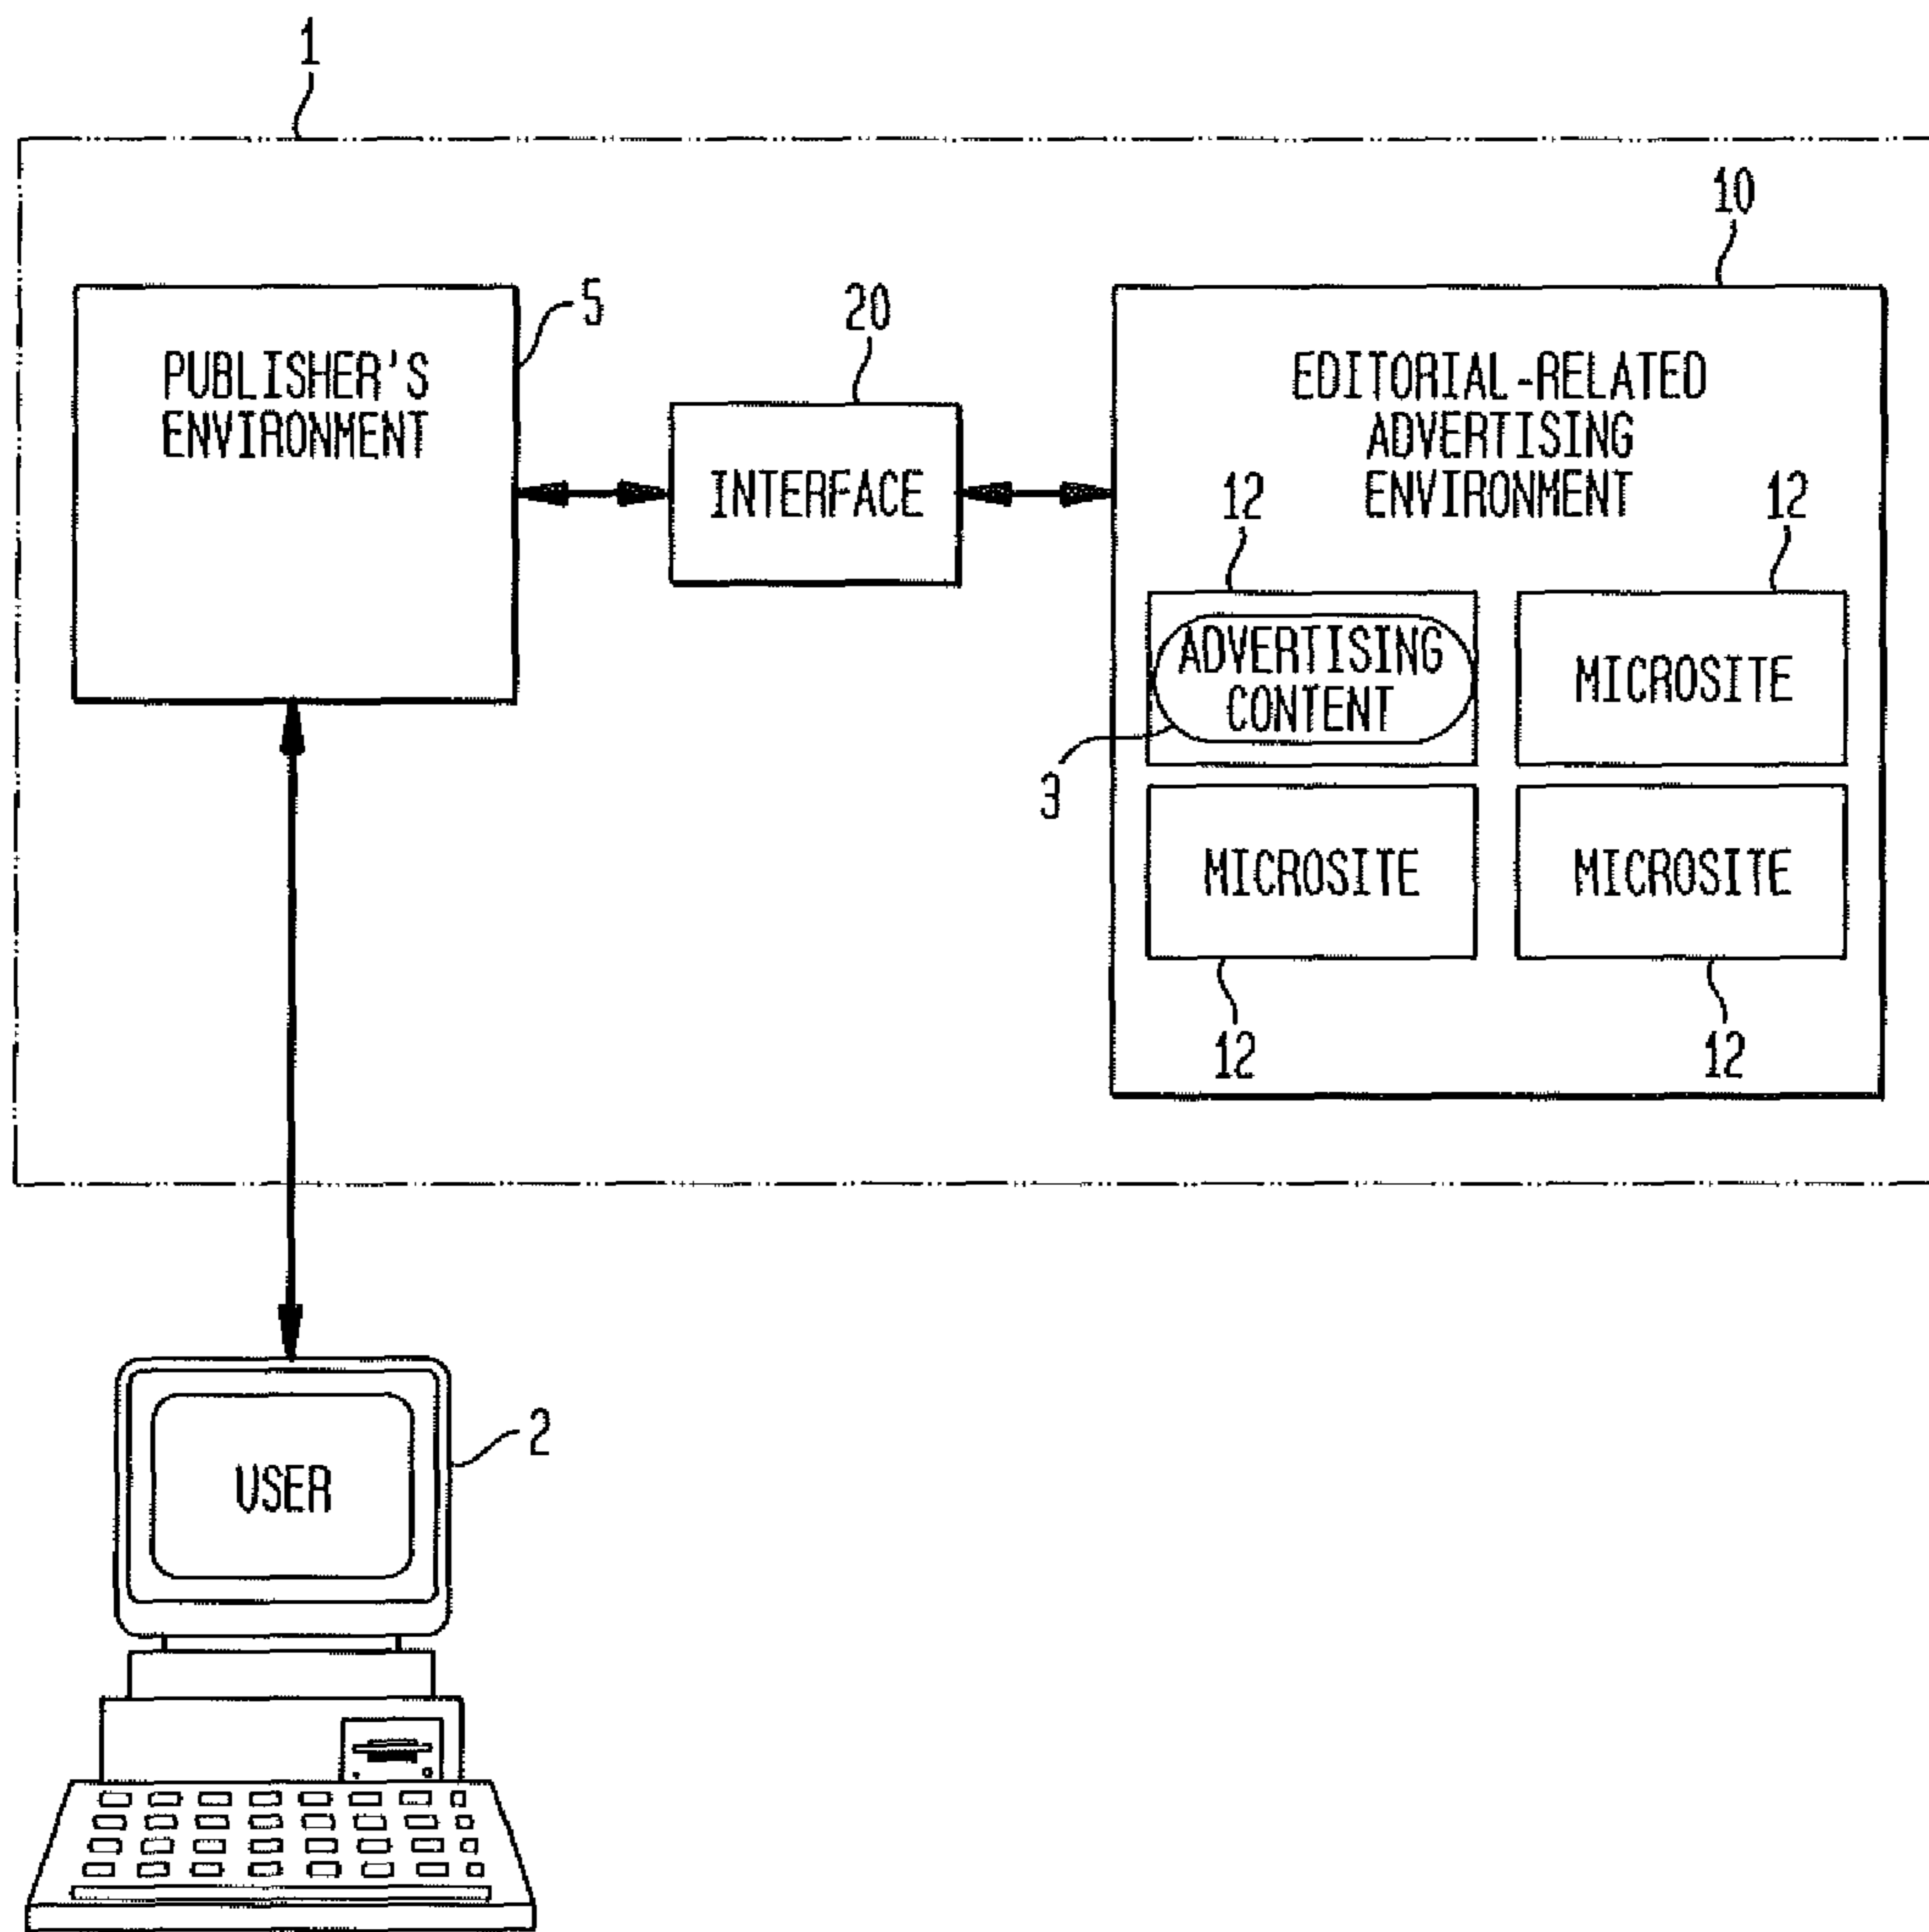 1
10
5
PUBLISHER'S
ENVIRONMENT
20
INTERFACE
EDITORIAL-RELATED
ADVERTISING
ENVIRONMENT
12
12
ADVERTISING
CONTENT
3
MICROSITE
MICROSITE
MICROSITE
12
12
2
USER